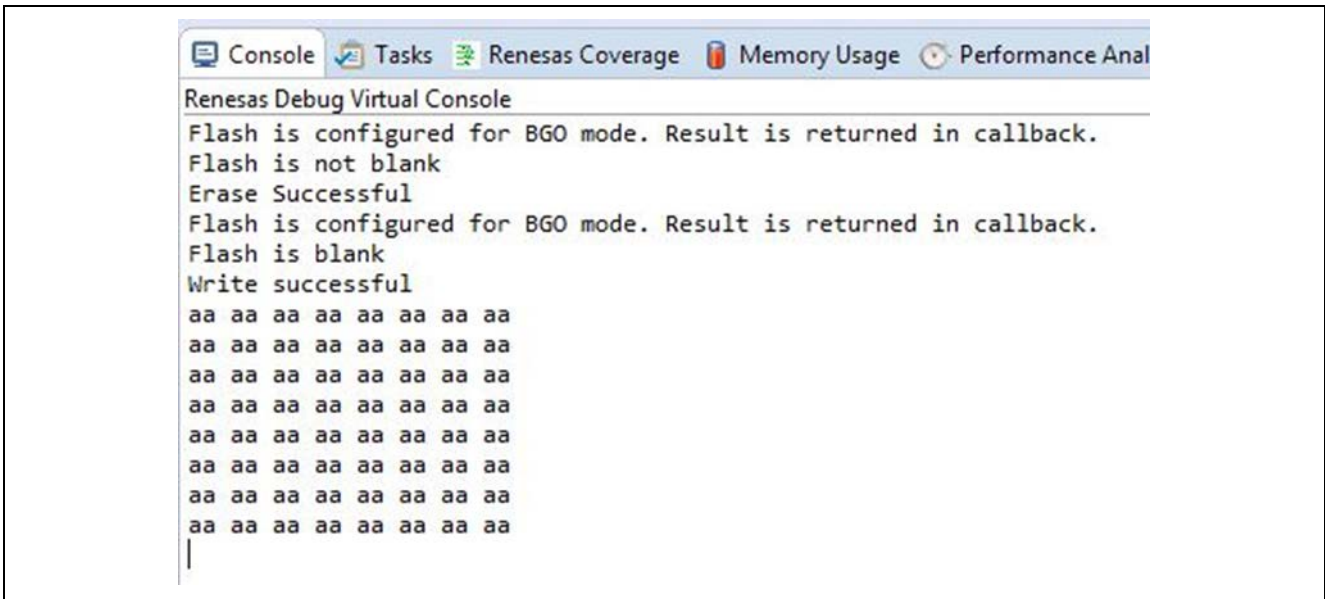 Console Tasks Renesas Coverage Memory Usage Performance Anal
Renesas Debug Virtual Console
Flash is configured for BGO mode. Result is returned in callback.
Flash is not blank
Erase Successful
Flash is configured for BGO mode. Result is returned in callback.
Flash is blank
Write successful
aa aa aa aa aa aa aa aa
aa aa aa aa aa aa aa aa
aa aa aa aa aa aa aa aa
aa aa aa aa aa aa aa aa
aa aa aa aa aa aa aa aa
aa aa aa aa aa aa aa aa
aa aa aa aa aa aa aa aa
aa aa aa aa aa aa aa aa